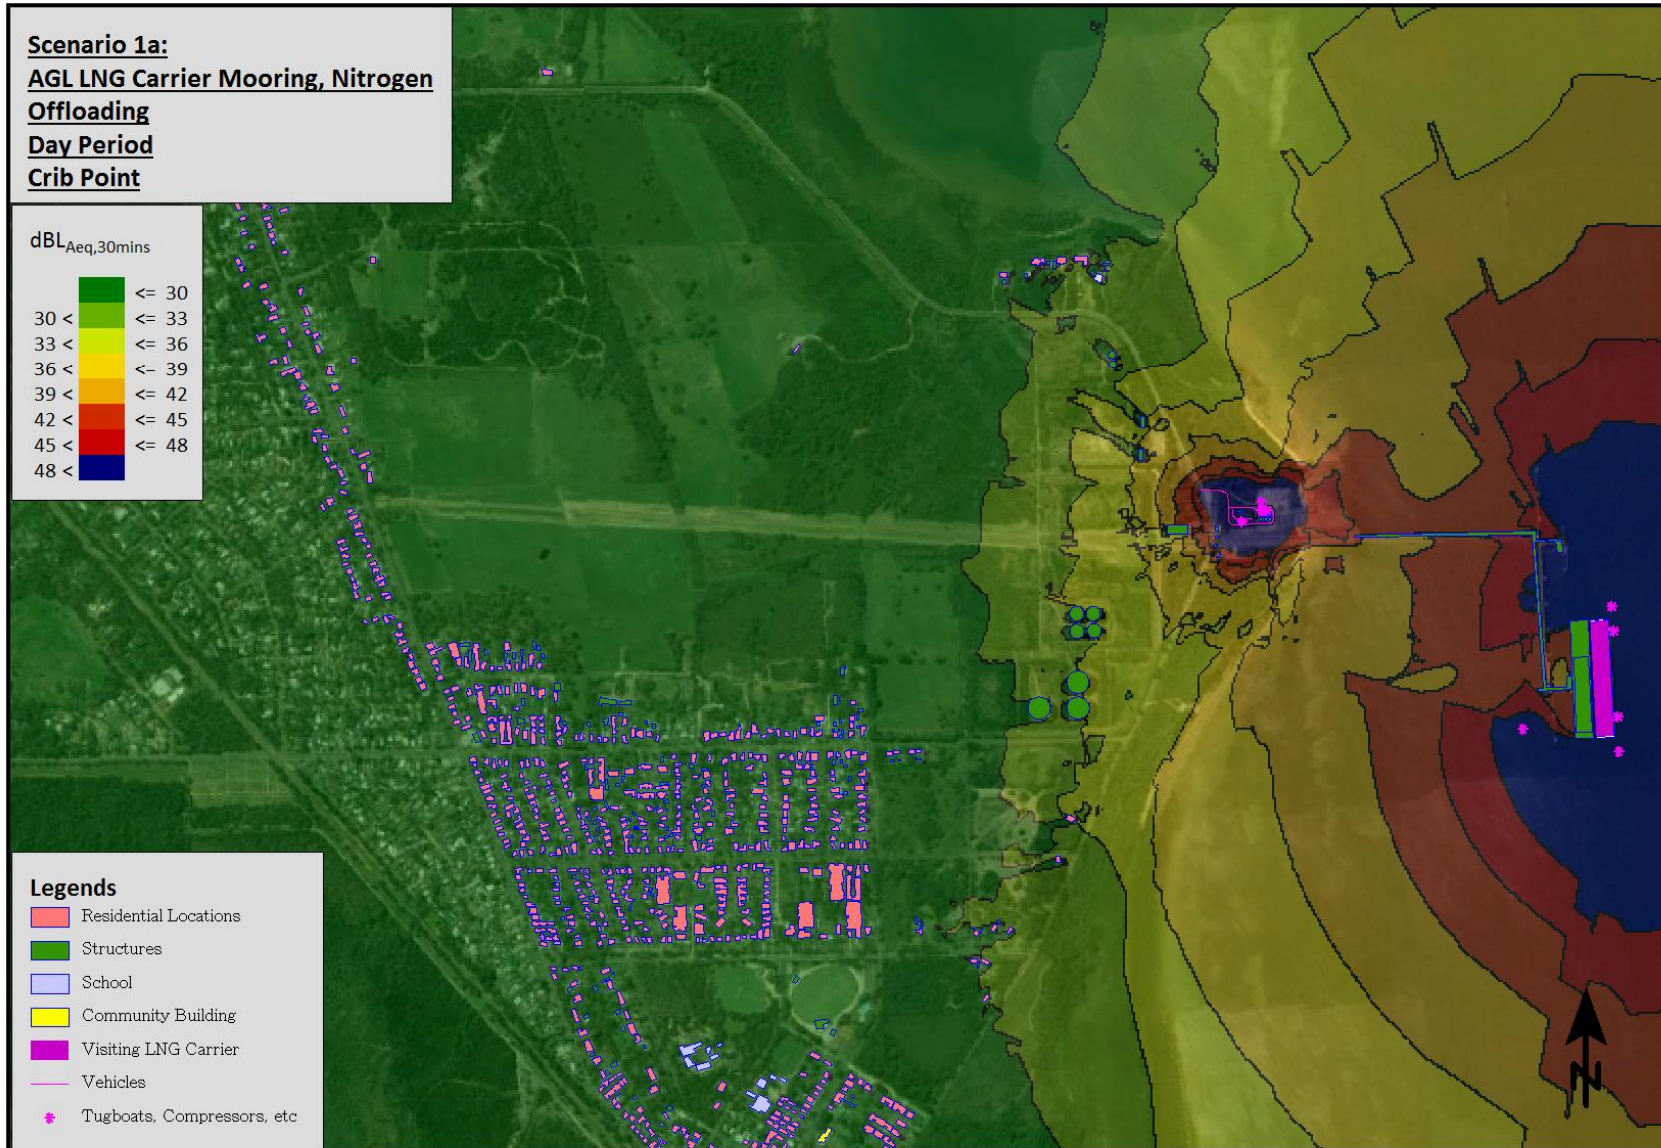 Scenario 1a:
AGL LNG Carrier Mooring, Nitrogen
Offloading
Day Period
Crib Point
dBL Aeq,30mins
<= 30
30 < <= 33
33 < <= 36
36 < <- 39
39 < <= 42
42 < <= 45
45 < <= 48
48 <
Legends
Residential Locations
Structures
School
Community Building
Visiting LNG Carrier
Vehicles
Tugboats, Compressors, etc
N